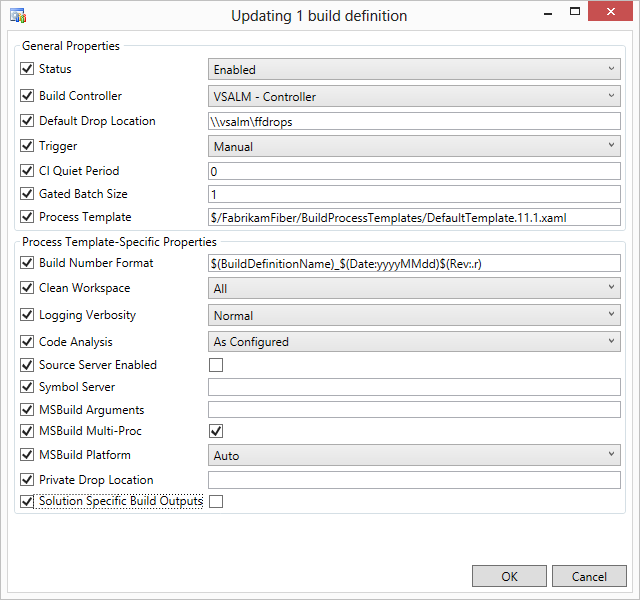 Updating 1 build definition
General Properties
Status Enabled
Build Controller VSALM - Controller
Default Drop Location \\vsalm\ffdrops
Trigger Manual
CI Quiet Period 0
Gated Batch Size 1
Process Template $/FabrikamFiber/BuildProcessTemplates/DefaultTemplate.11.1.xaml
Process Template-Specific Properties
Build Number Format $(BuildDefinitionName)_$(Date:yyyyMMdd)$(Rev:.r)
Clean Workspace All
Logging Verbosity Normal
Code Analysis As Configured
Source Server Enabled
Symbol Server
MSBuild Arguments
MSBuild Multi-Proc
MSBuild Platform Auto
Private Drop Location
Solution Specific Build Outputs
OK Cancel